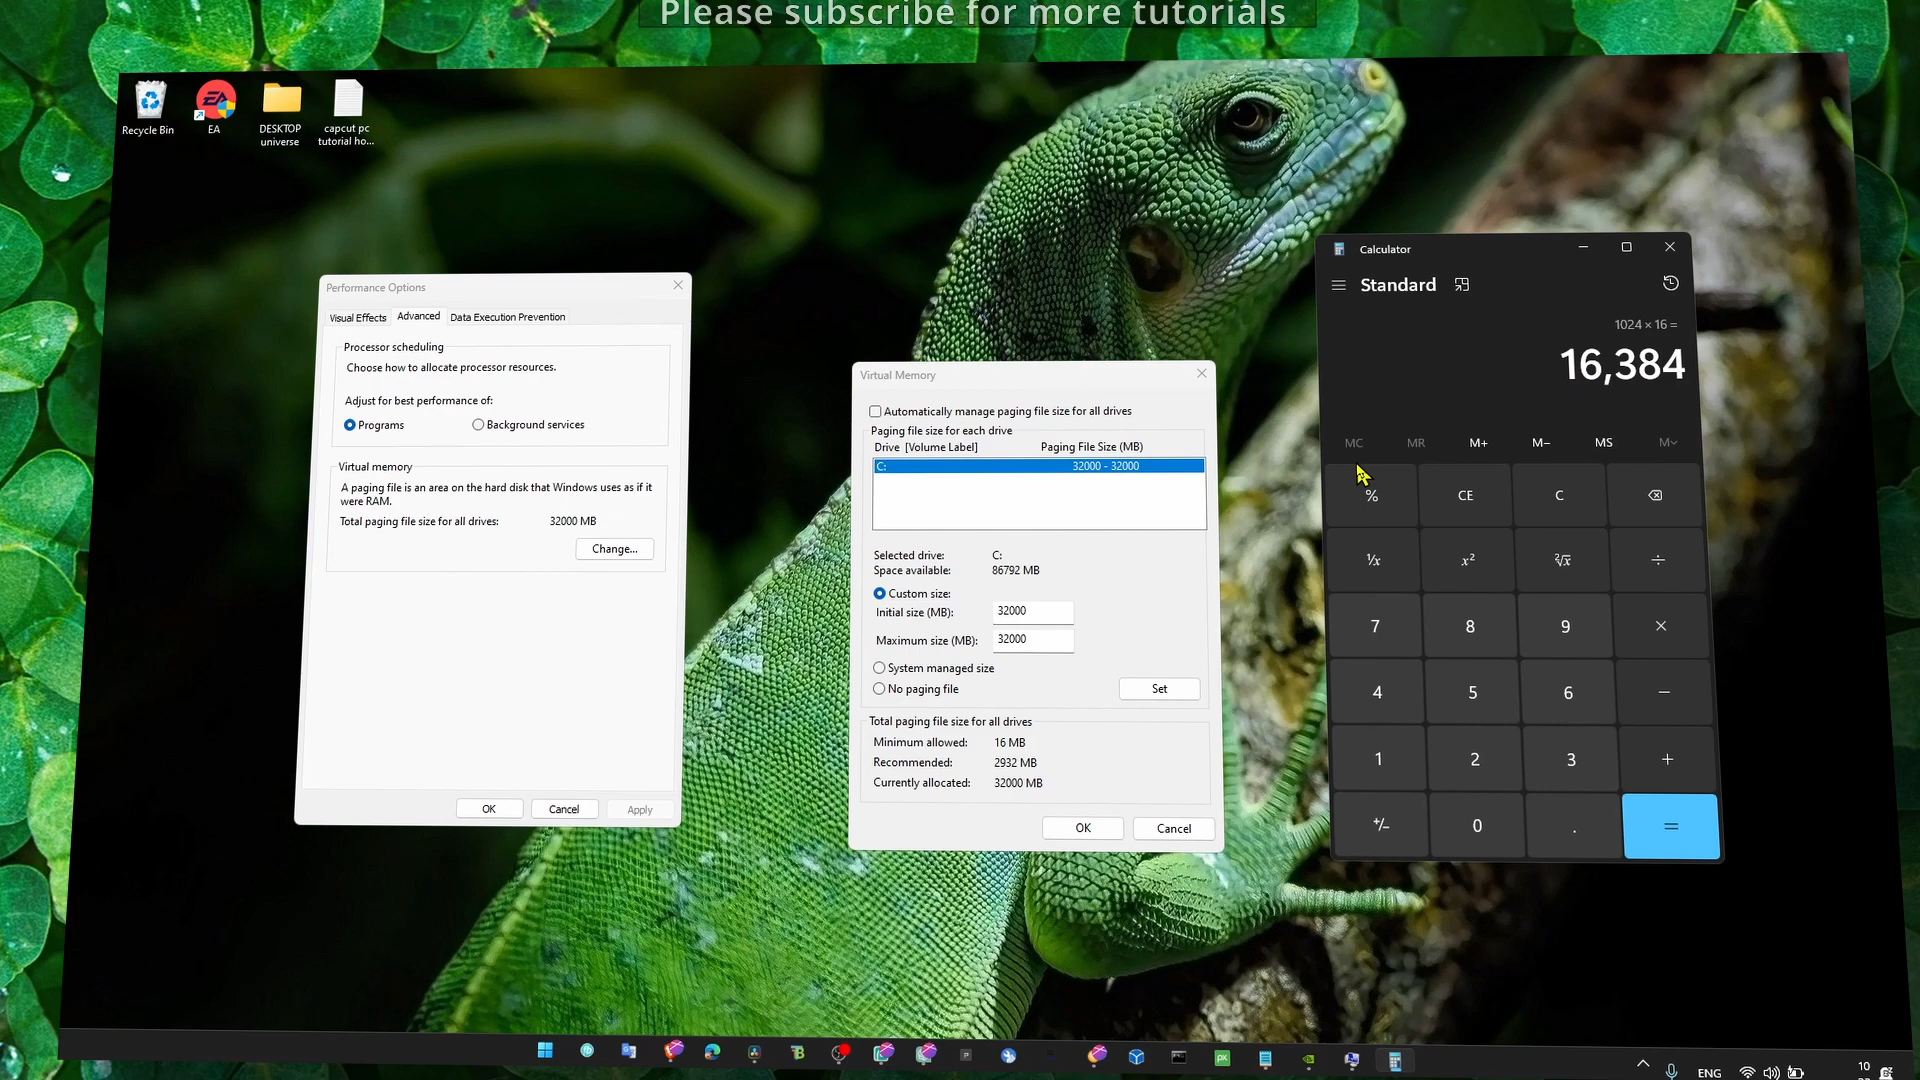 Please subscribe for more tutorials
Recycle Bin
EA
DESKTOP
universe
capcut pc
tutorial ho...
Performance Options
Visual Effects
Advanced
Data Execution Prevention
Processor scheduling
Choose how to allocate processor resources.
Adjust for best performance of:
Programs
Background services
Virtual memory
A paging file is an area on the hard disk that Windows uses as if it
were RAM.
Total paging file size for all drives: 32000 MB
Change...
OK
Cancel
Apply
Virtual Memory
Automatically manage paging file size for all drives
Paging file size for each drive
Drive [Volume Label] Paging File Size (MB)
C: 32000 - 32000
Selected drive: C:
Space available: 86792 MB
Custom size:
Initial size (MB): 32000
Maximum size (MB): 32000
System managed size
No paging file
Set
Total paging file size for all drives
Minimum allowed: 16 MB
Recommended: 2932 MB
Currently allocated: 32000 MB
OK
Cancel
Calculator
Standard
1024 × 16 =
16,384
MC MR M+ M− MS M˅
% CE C
¹/x x² ²√x ÷
7 8 9 ×
4 5 6 −
1 2 3 +
+/− 0 . =
ENG
10